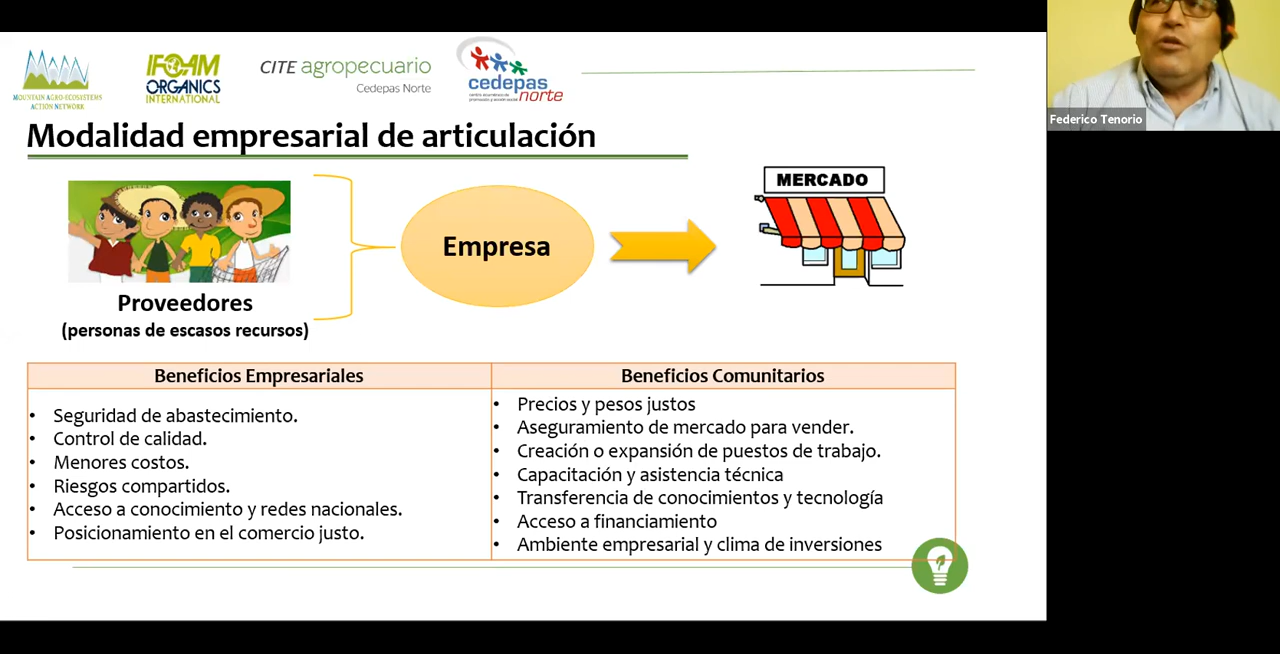 MOUNTAIN AGRO-ECOSYSTEMS
ACTION NETWORK
IFOAM
ORGANICS
INTERNATIONAL
CITE agropecuario
Cedepas Norte
cedepas
norte
Federico Tenorio
Modalidad empresarial de articulación
MERCADO
Empresa
Proveedores
(personas de escasos recursos)
Beneficios Empresariales
• Seguridad de abastecimiento.
• Control de calidad.
• Menores costos.
• Riesgos compartidos.
• Acceso a conocimiento y redes nacionales.
• Posicionamiento en el comercio justo.
Beneficios Comunitarios
• Precios y pesos justos
• Aseguramiento de mercado para vender.
• Creación o expansión de puestos de trabajo.
• Capacitación y asistencia técnica
• Transferencia de conocimientos y tecnología
• Acceso a financiamiento
• Ambiente empresarial y clima de inversiones